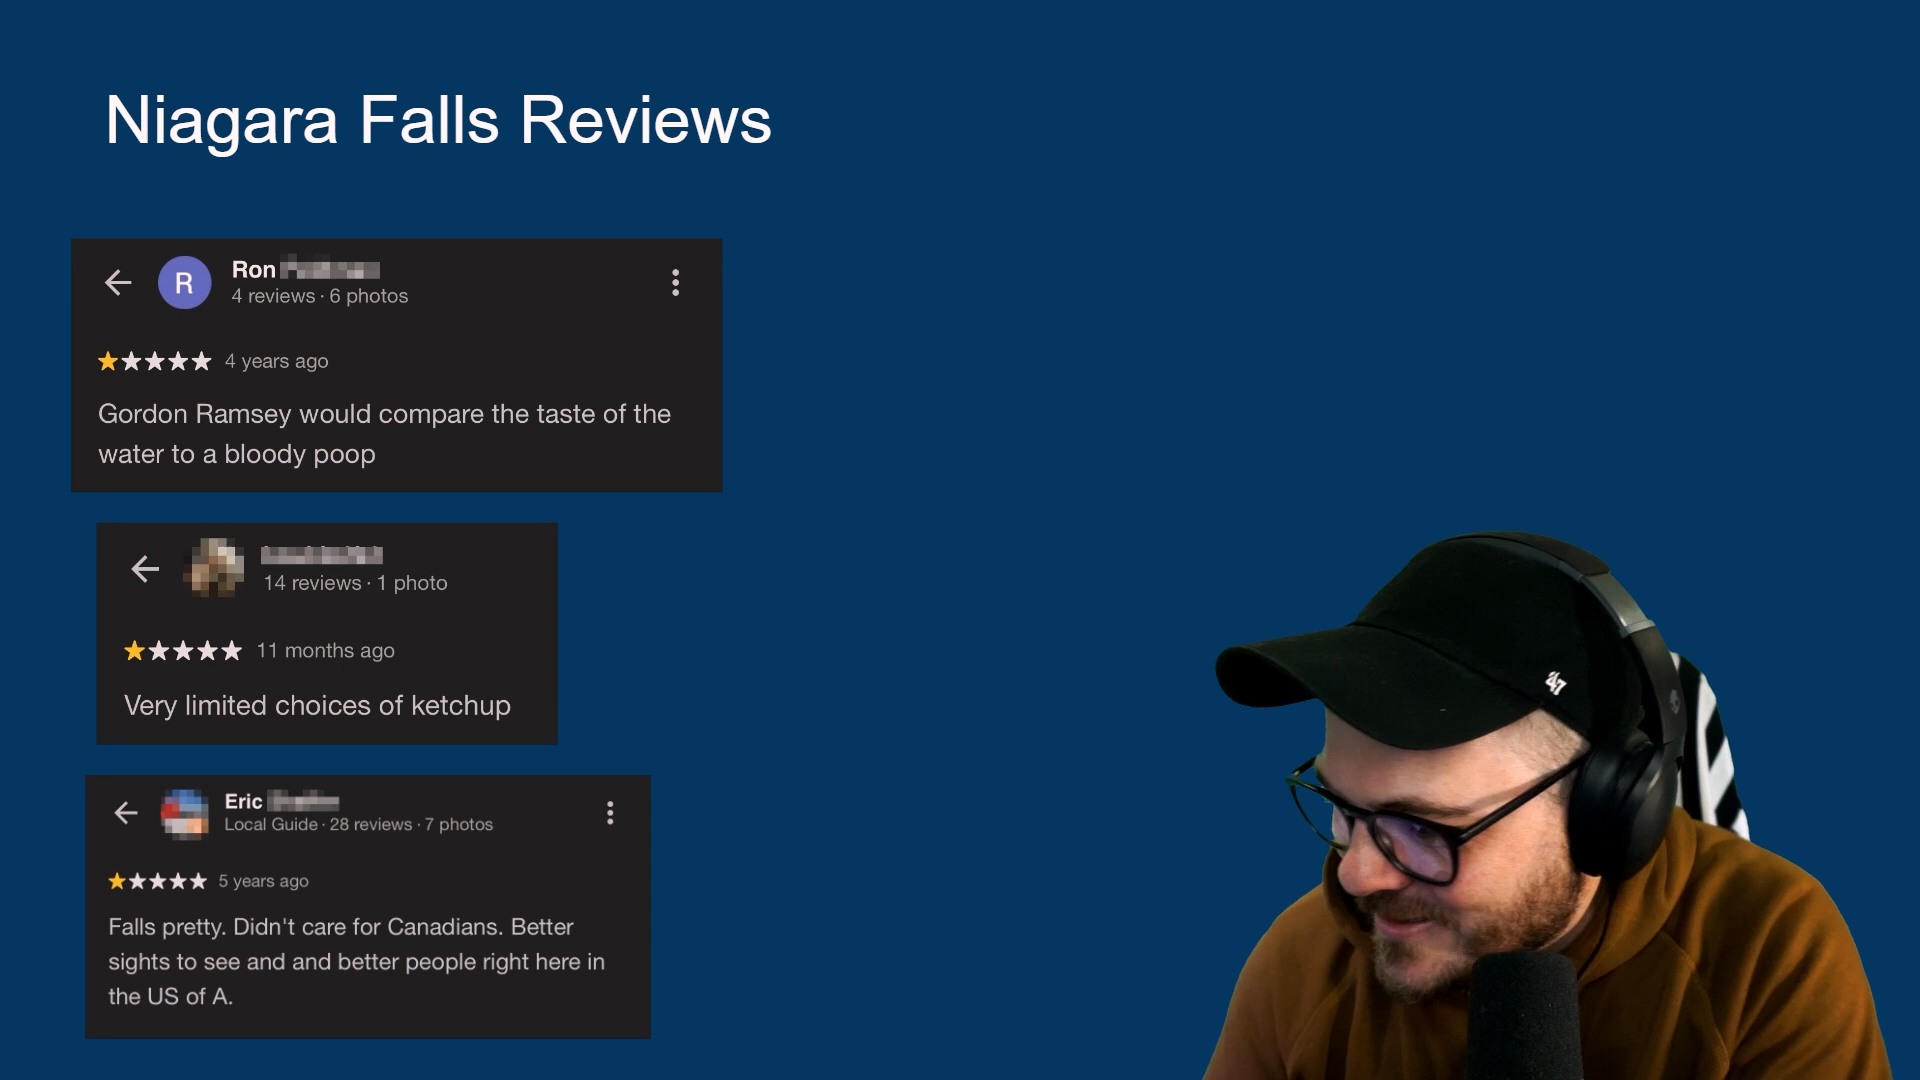 Niagara Falls Reviews
R
Ron
4 reviews · 6 photos
4 years ago
Gordon Ramsey would compare the taste of the
water to a bloody poop
14 reviews · 1 photo
11 months ago
Very limited choices of ketchup
Eric
Local Guide · 28 reviews · 7 photos
5 years ago
Falls pretty. Didn't care for Canadians. Better
sights to see and and better people right here in
the US of A.
47